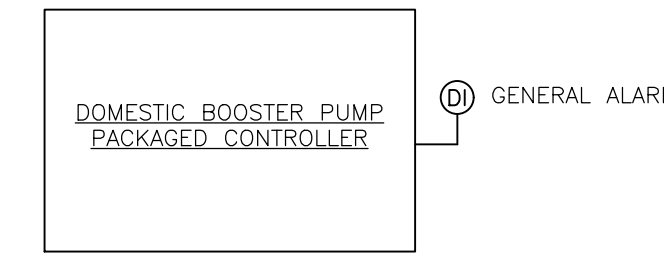 DOMESTIC BOOSTER PUMP
PACKAGED CONTROLLER
DI GENERAL